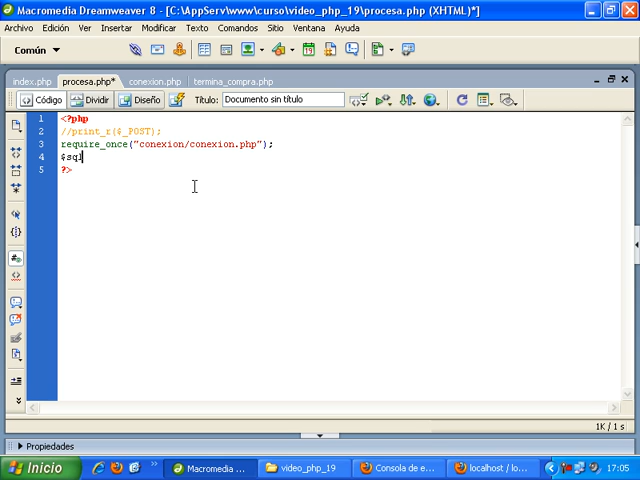 Macromedia Dreamweaver 8 - [C:\AppServ\www\curso\video_php_19\procesa.php (XHTML)*]
Archivo Edición Ver Insertar Modificar Texto Comandos Sitio Ventana Ayuda
Común
index.php procesa.php* conexion.php termina_compra.php
Código Dividir Diseño Título: Documento sin título
1 <?php
2 //print_r($_POST);
3 require_once("conexion/conexion.php");
4 $sql
5 ?>
1K / 1 s
Propiedades
Inicio Macromedia ... video_php_19 Consola de e... localhost / lo... 17:05